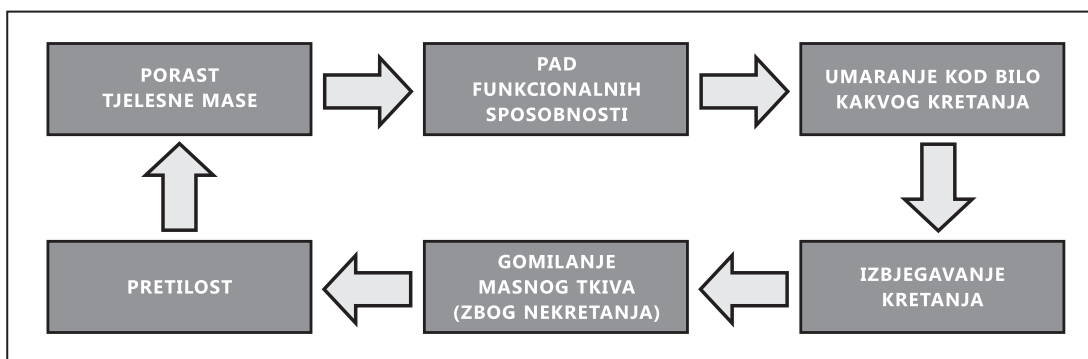 PORAST
TJELESNE MASE
PAD
FUNKCIONALNIH
SPOSOBNOSTI
UMARANJE KOD BILO
KAKVOG KRETANJA
IZBJEGAVANJE
KRETANJA
GOMILANJE
MASNOG TKIVA
(ZBOG NEKRETANJA)
PRETILOST